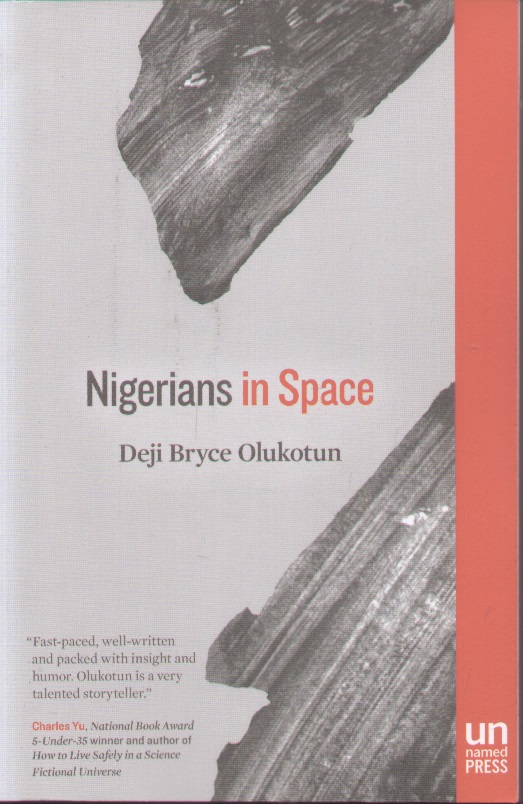 Nigerians in Space
Deji Bryce Olukotun
“Fast-paced, well-written
and packed with insight and
humor. Olukotun is a very
talented storyteller.”
Charles Yu, National Book Award
5-Under-35 winner and author of
How to Live Safely in a Science
Fictional Universe
un
named
PRESS